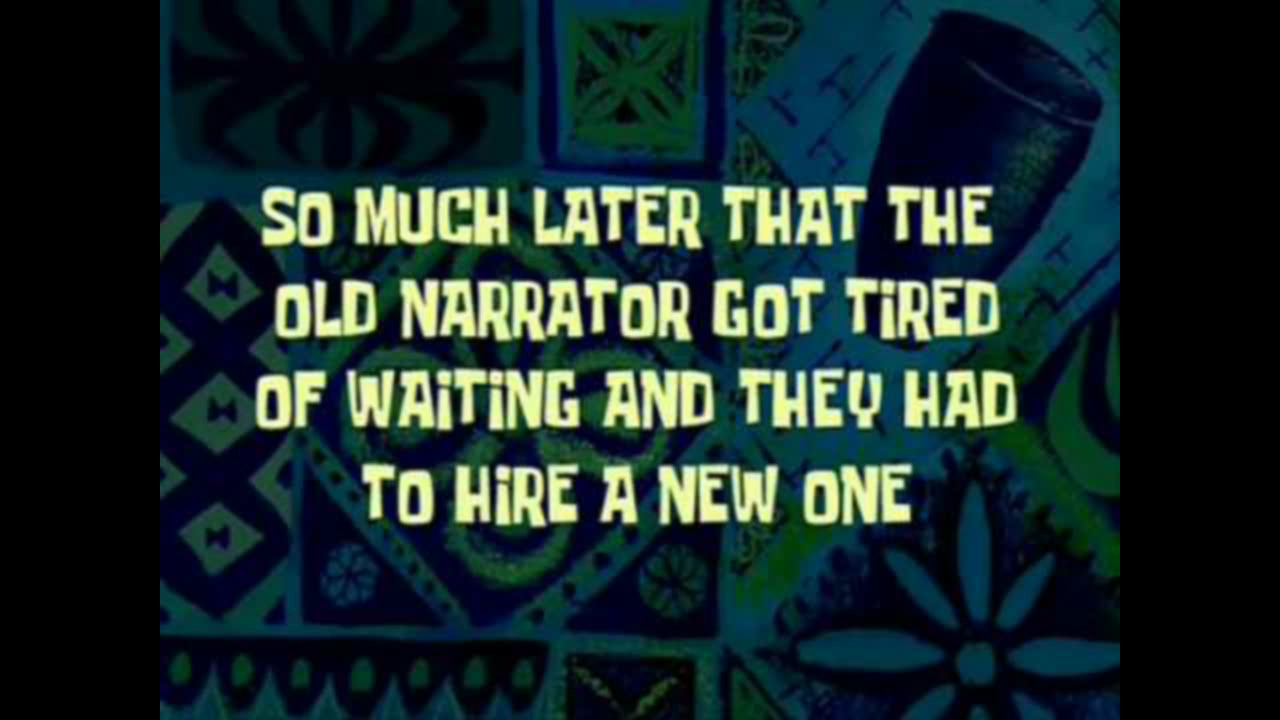 SO MUCH LATER THAT THE
OLD NARRATOR GOT TiRED
OF WAiTiNG AND THEY HAD
TO HiRE A NEW ONE